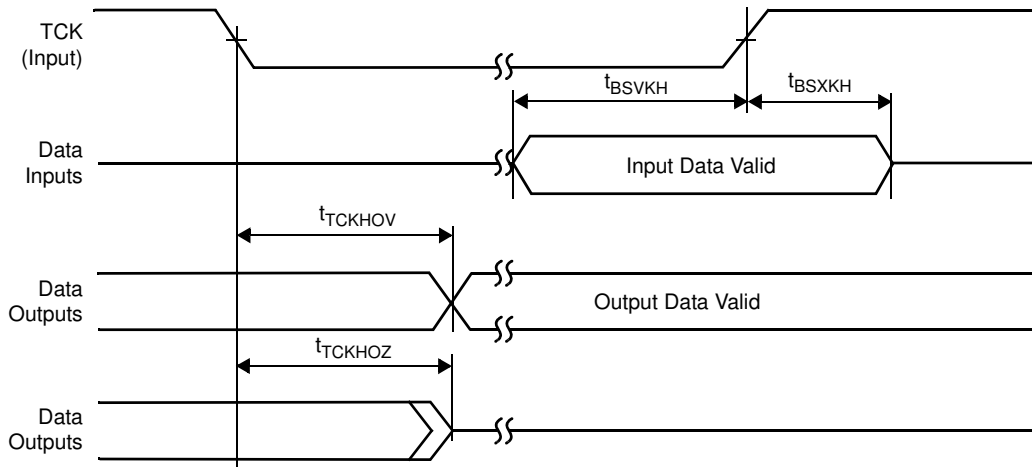 TCK
(Input)
tBSVKH
tBSXKH
Data
Inputs
Input Data Valid
tTCKHOV
Data
Outputs
Output Data Valid
tTCKHOZ
Data
Outputs